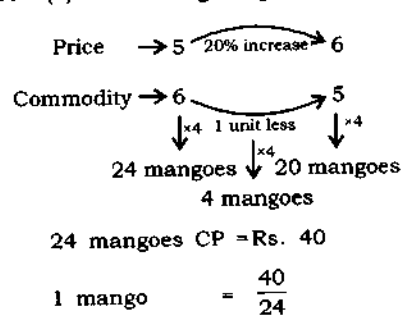 Price → 5 20% increase 6
Commodity → 6 5
×4 1 unit less ×4
×4
24 mangoes 20 mangoes
4 mangoes
24 mangoes CP = Rs. 40
1 mango = 40/24